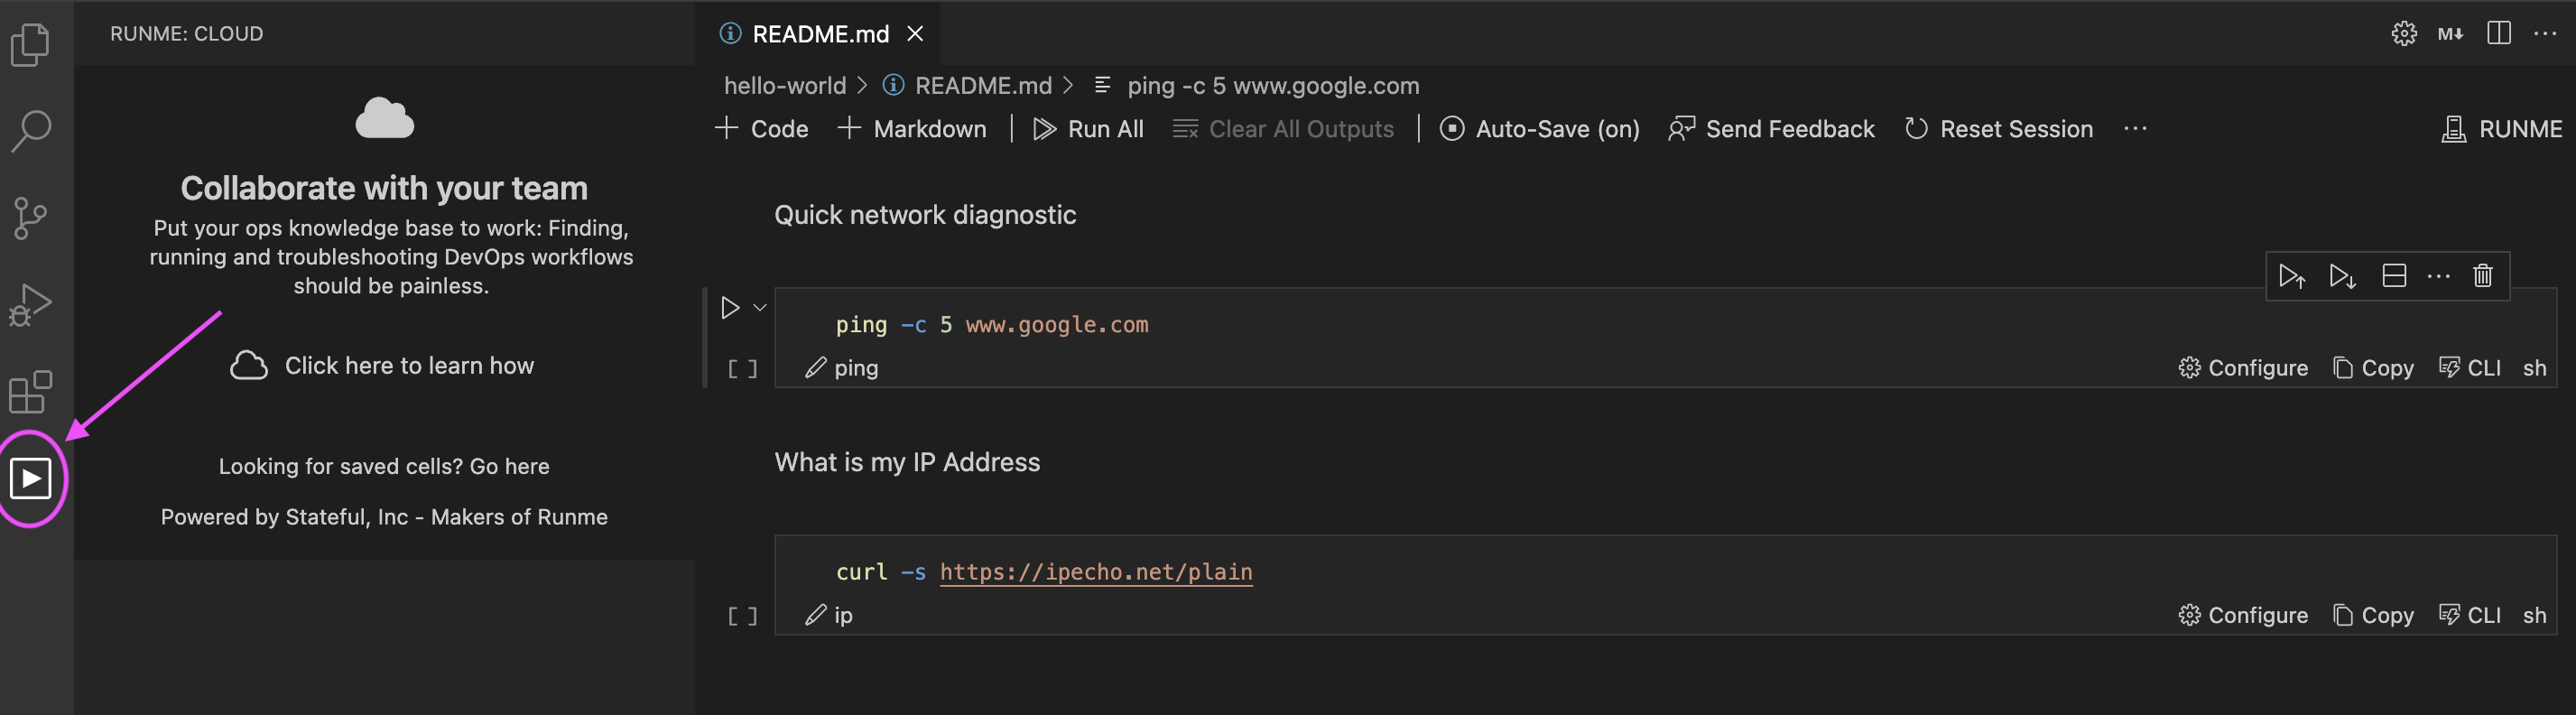 RUNME: CLOUD
Collaborate with your team
Put your ops knowledge base to work: Finding,
running and troubleshooting DevOps workflows
should be painless.
Click here to learn how
Looking for saved cells? Go here
Powered by Stateful, Inc - Makers of Runme
README.md
M
hello-world > README.md > ping -c 5 www.google.com
+ Code + Markdown | Run All Clear All Outputs | Auto-Save (on) Send Feedback Reset Session ... RUNME
Quick network diagnostic
ping -c 5 www.google.com
[ ] ping Configure Copy CLI sh
What is my IP Address
curl -s https://ipecho.net/plain
[ ] ip Configure Copy CLI sh